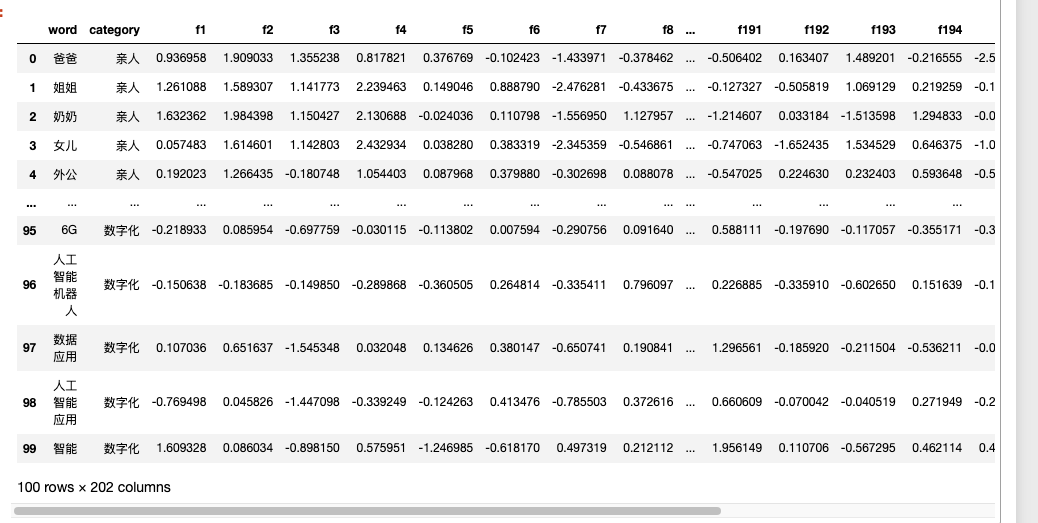 word category f1 f2 f3 f4 f5 f6 f7 f8 ... f191 f192 f193 f194
0 爸爸 亲人 0.936958 1.909033 1.355238 0.817821 0.376769 -0.102423 -1.433971 -0.378462 ... -0.506402 0.163407 1.489201 -0.216555 -2.5
1 姐姐 亲人 1.261088 1.589307 1.141773 2.239463 0.149046 0.888790 -2.476281 -0.433675 ... -0.127327 -0.505819 1.069129 0.219259 -0.1
2 奶奶 亲人 1.632362 1.984398 1.150427 2.130688 -0.024036 0.110798 -1.556950 1.127957 ... -1.214607 0.033184 -1.513598 1.294833 -0.0
3 女儿 亲人 0.057483 1.614601 1.142803 2.432934 0.038280 0.383319 -2.345359 -0.546861 ... -0.747063 -1.652435 1.534529 0.646375 -1.0
4 外公 亲人 0.192023 1.266435 -0.180748 1.054403 0.087968 0.379880 -0.302698 0.088078 ... -0.547025 0.224630 0.232403 0.593648 -0.5
... ... ... ... ... ... ... ... ... ... ... ... ... ... ... ...
95 6G 数字化 -0.218933 0.085954 -0.697759 -0.030115 -0.113802 0.007594 -0.290756 0.091640 ... 0.588111 -0.197690 -0.117057 -0.355171 -0.3
人工
智能
96 机器 数字化 -0.150638 -0.183685 -0.149850 -0.289868 -0.360505 0.264814 -0.335411 0.796097 ... 0.226885 -0.335910 -0.602650 0.151639 -0.1
人
数据
97 应用 数字化 0.107036 0.651637 -1.545348 0.032048 0.134626 0.380147 -0.650741 0.190841 ... 1.296561 -0.185920 -0.211504 -0.536211 -0.0
人工
98 智能 数字化 -0.769498 0.045826 -1.447098 -0.339249 -0.124263 0.413476 -0.785503 0.372616 ... 0.660609 -0.070042 -0.040519 0.271949 -0.2
应用
99 智能 数字化 1.609328 0.086034 -0.898150 0.575951 -1.246985 -0.618170 0.497319 0.212112 ... 1.956149 0.110706 -0.567295 0.462114 0.4
100 rows × 202 columns